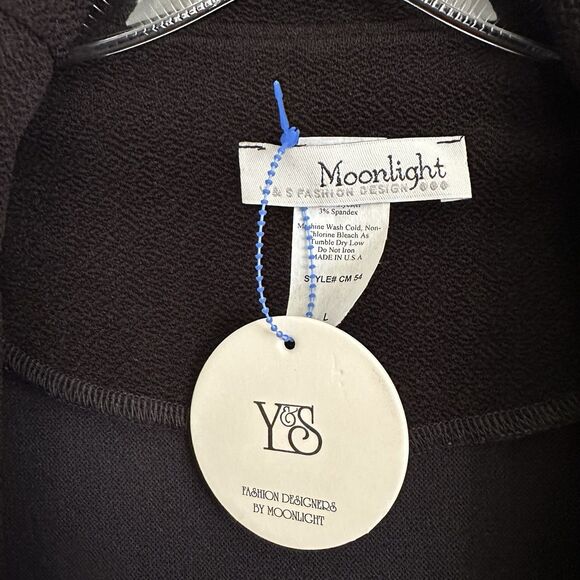 Moonlight
Y & S FASHION DESIGN
3% Spandex
Machine Wash Cold, Non-
Chlorine Bleach As
Tumble Dry Low
Do Not Iron
MADE IN U.S.A
STYLE# CM 54
L
Y&S
FASHION DESIGNERS
BY MOONLIGHT